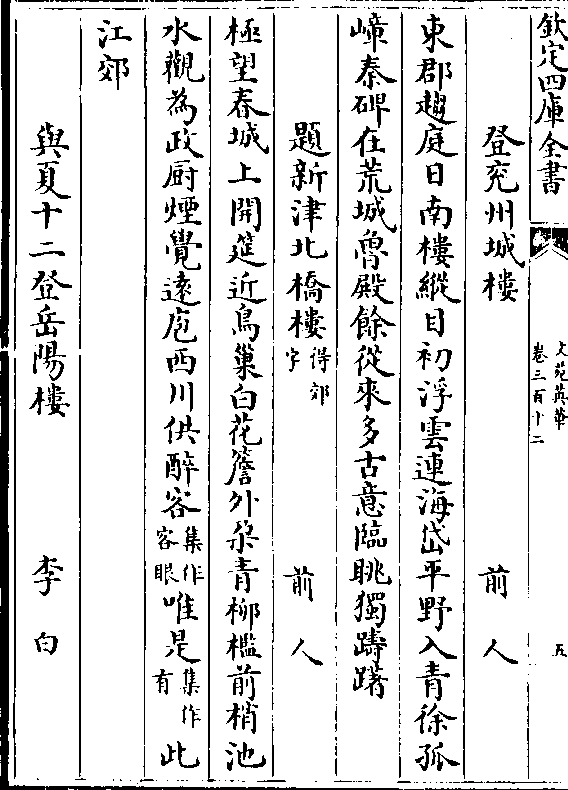 欽定四庫全書
文苑英華
卷三百十二
五
登兖州城樓 前人
東郡趨庭日南樓縱目初浮雲連海岱平野入青徐孤
嶂秦碑在荒城魯殿餘從來多古意臨眺獨躊躇
題新津北橋樓得郊字 前人
極望春城上開筵近鳥巢白花簷外朶青柳檻前梢池
水觀為政厨煙覺遠庖西川供醉客集作客眼唯是集作有此
江郊
與夏十二登岳陽樓 李白